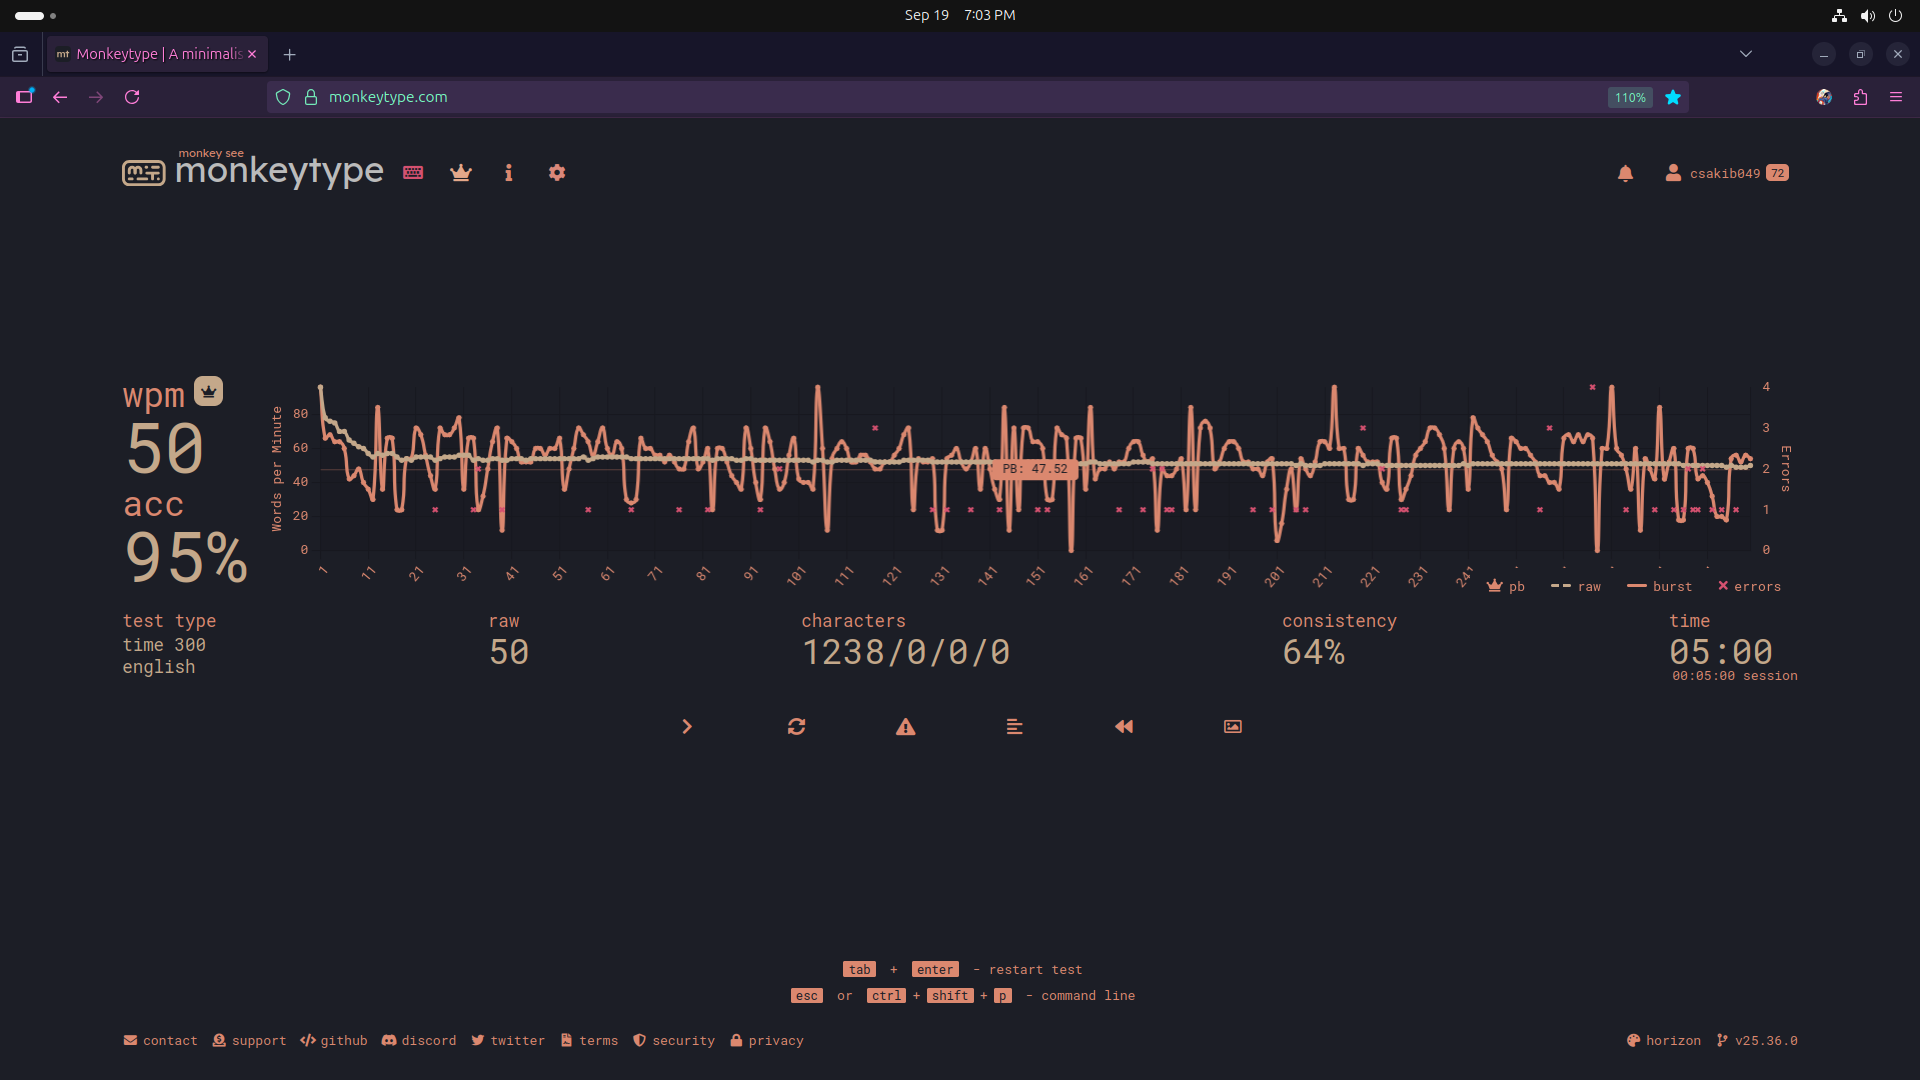 Sep 19 7:03 PM
mt Monkeytype | A minimalis
monkeytype.com 110%
monkey see
monkeytype
csakib049 72
wpm
50
acc
95%
Words per Minute
80
60
40
20
0
PB: 47.52
4
3
2
1
0
Errors
1 11 21 31 41 51 61 71 81 91 101 111 121 131 141 151 161 171 181 191 201 211 221 231 241
pb raw burst errors
test type
time 300
english
raw
50
characters
1238/0/0/0
consistency
64%
time
05:00
00:05:00 session
tab + enter - restart test
esc or ctrl + shift + p - command line
contact support github discord twitter terms security privacy horizon v25.36.0